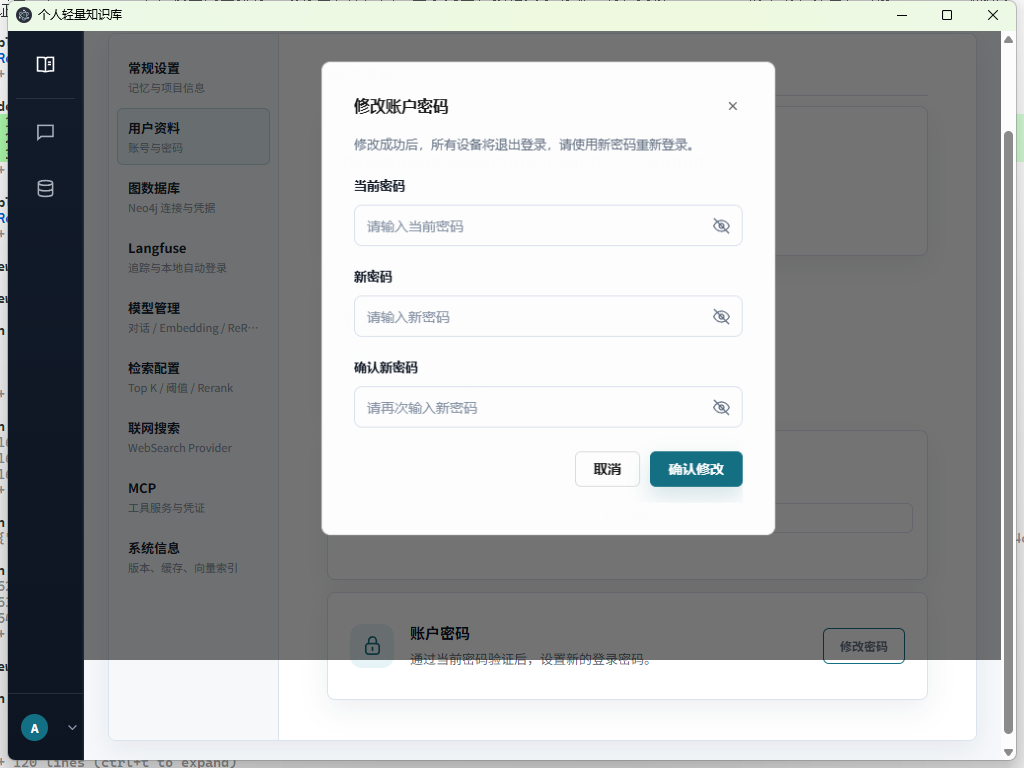 个人轻量知识库
常规设置
记忆与项目信息
用户资料
账号与密码
图数据库
Neo4j 连接与凭据
Langfuse
追踪与本地自动登录
模型管理
对话 / Embedding / ReR···
检索配置
Top K / 阈值 / Rerank
联网搜索
WebSearch Provider
MCP
工具服务与凭证
系统信息
版本、缓存、向量索引
A
修改账户密码
修改成功后，所有设备将退出登录，请使用新密码重新登录。
当前密码
请输入当前密码
新密码
请输入新密码
确认新密码
请再次输入新密码
取消
确认修改
账户密码
通过当前密码验证后，设置新的登录密码。
修改密码
+ 120 lines (ctrl+t to expand)